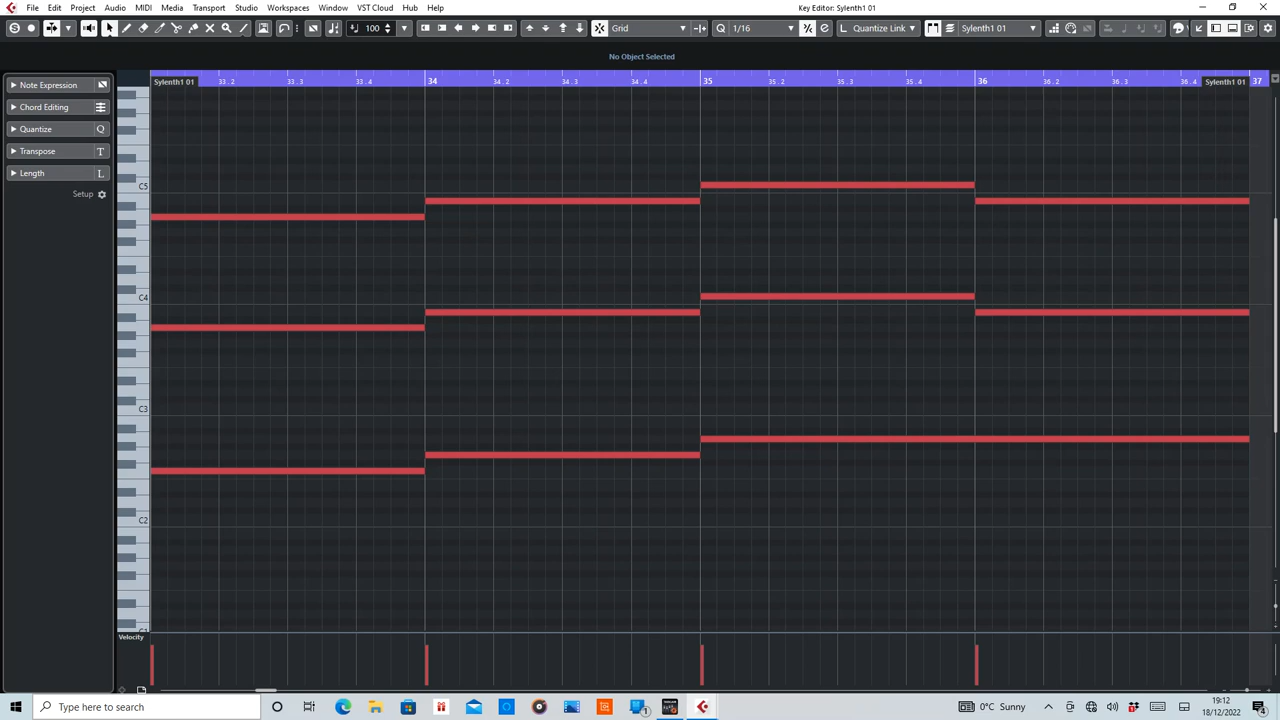 File Edit Project Audio MIDI Media Transport Studio Workspaces Window VST Cloud Hub Help
Key Editor: Sylenth1 01
S 100 Grid Q 1/16 L Quantize Link Sylenth1 01
No Object Selected
Sylenth1 01 33.2 33.3 33.4 34 34.2 34.3 34.4 35 35.2 35.3 35.4 36 36.2 36.3 36.4 Sylenth1 01 37
Note Expression
Chord Editing
Quantize Q
Transpose T
Length L
Setup
C5
C4
C3
C2
Velocity
Type here to search
1
0°C Sunny
19:12
18/12/2022
4